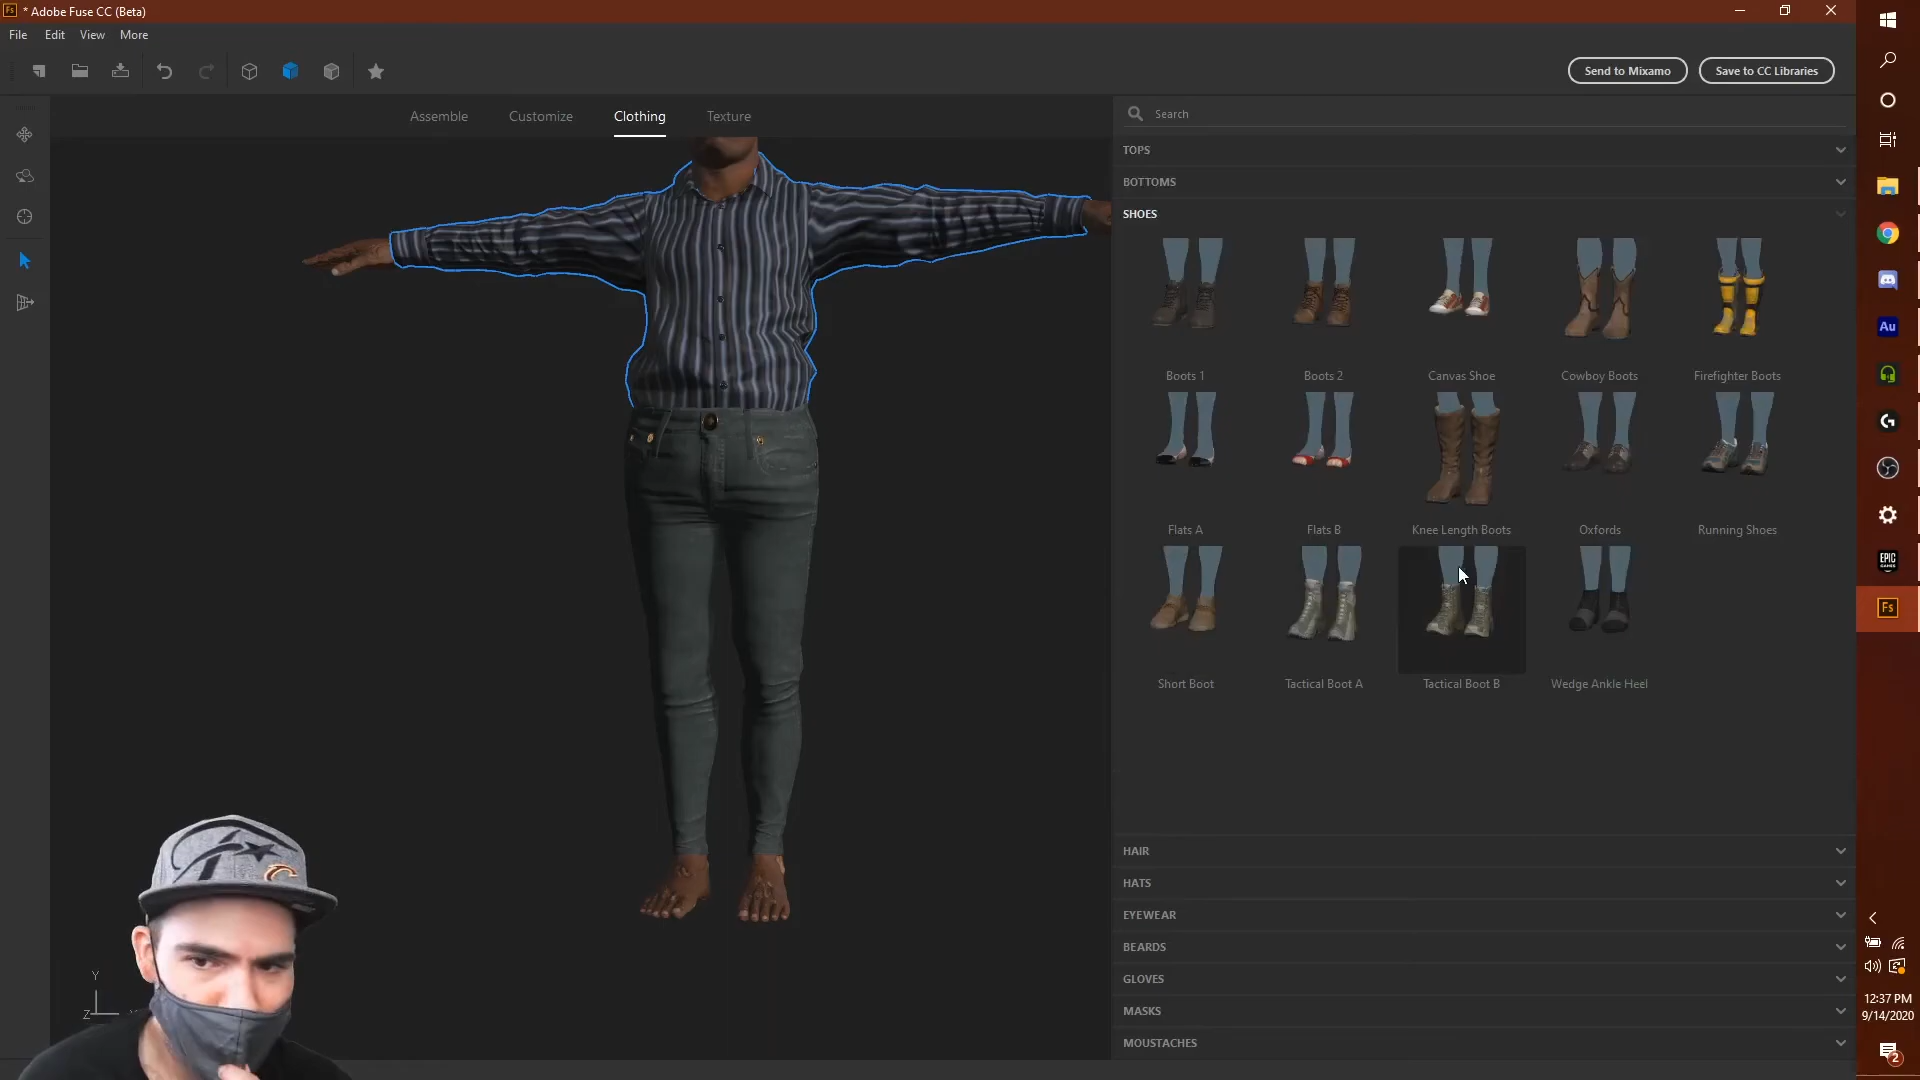 Fs * Adobe Fuse CC (Beta)
File Edit View More
Send to Mixamo Save to CC Libraries
Assemble Customize Clothing Texture
Search
TOPS
BOTTOMS
SHOES
Boots 1 Boots 2 Canvas Shoe Cowboy Boots Firefighter Boots
Flats A Flats B Knee Length Boots Oxfords Running Shoes
Short Boot Tactical Boot A Tactical Boot B Wedge Ankle Heel
HAIR
HATS
EYEWEAR
BEARDS
GLOVES
MASKS
MOUSTACHES
Y
Z
Au
EPIC
GAMES
Fs
12:37 PM
9/14/2020
2